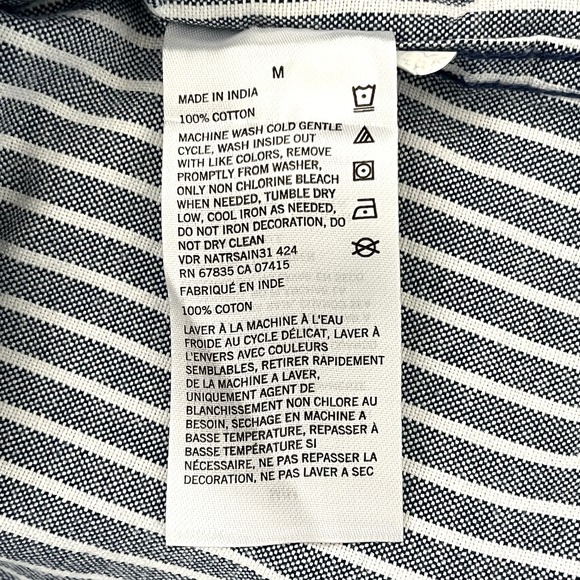 M
MADE IN INDIA
100% COTTON
MACHINE WASH COLD GENTLE
CYCLE, WASH INSIDE OUT
WITH LIKE COLORS, REMOVE
PROMPTLY FROM WASHER,
ONLY NON CHLORINE BLEACH
WHEN NEEDED, TUMBLE DRY
LOW, COOL IRON AS NEEDED,
DO NOT IRON DECORATION, DO
NOT DRY CLEAN
VDR NATRSAIN31 424
RN 67835 CA 07415
FABRIQUÉ EN INDE
100% COTON
LAVER À LA MACHINE À L'EAU
FROIDE AU CYCLE DÉLICAT, LAVER À
L'ENVERS AVEC COULEURS
SEMBLABLES, RETIRER RAPIDEMENT
DE LA MACHINE A LAVER,
UNIQUEMENT AGENT DE
BLANCHISSEMENT NON CHLORE AU
BESOIN, SECHAGE EN MACHINE A
BASSE TEMPÉRATURE, REPASSER À
BASSE TEMPÉRATURE SI
NÉCESSAIRE, NE PAS REPASSER LA
DECORATION, NE PAS LAVER A SEC